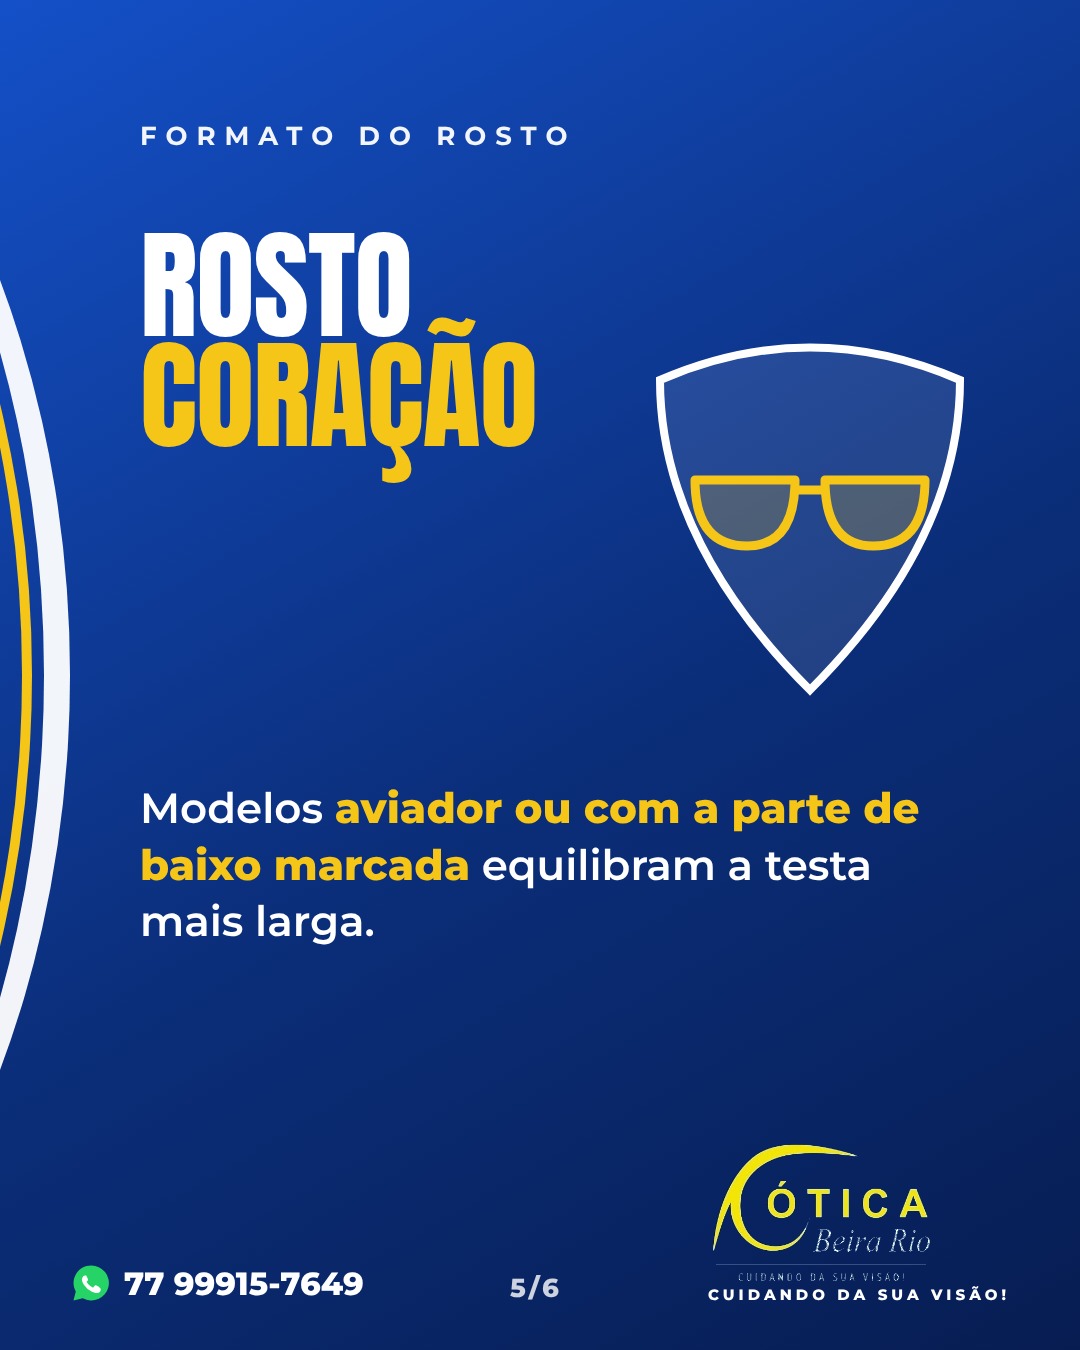 FORMATO DO ROSTO
ROSTO
CORAÇÃO
Modelos aviador ou com a parte de
baixo marcada equilibram a testa
mais larga.
ÓTICA
Beira Rio
CUIDANDO DA SUA VISÃO!
CUIDANDO DA SUA VISÃO!
77 99915-7649
5/6